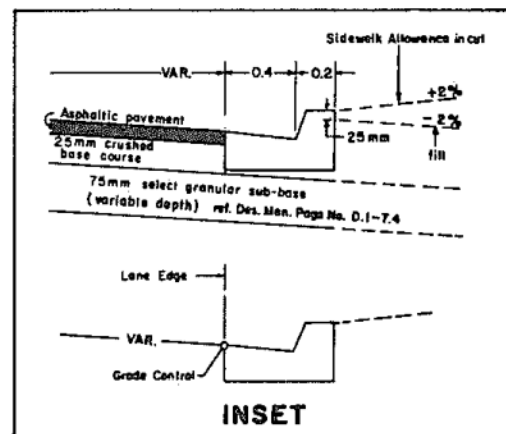 Sidewalk Allowance in cut
VAR. 0.4 0.2
+2%
-2%
Asphaltic pavement
25mm
fill
25mm crushed
base course
75mm select granular sub-base
(variable depth) ref. Des. Man. Page No. D.1-7.4
Lane Edge
VAR.
Grade Control
INSET